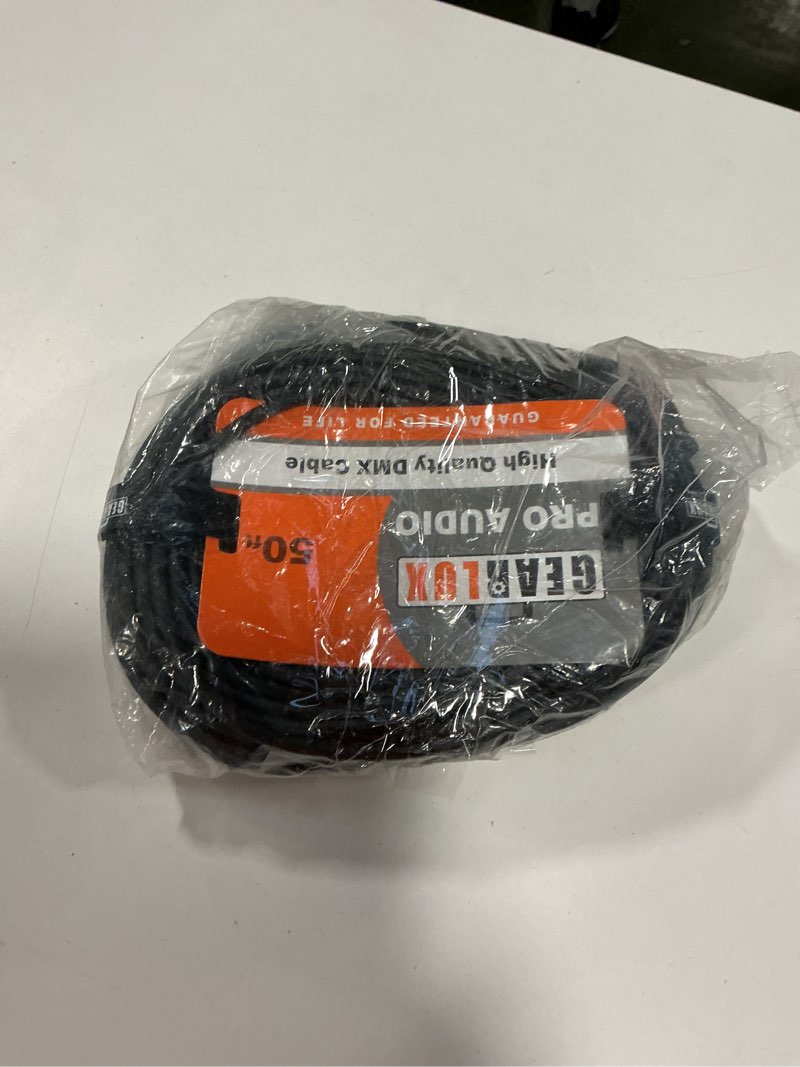 GEARLUX
PRO AUDIO
50ft.
High Quality DMX Cable
GUARANTEED FOR LIFE